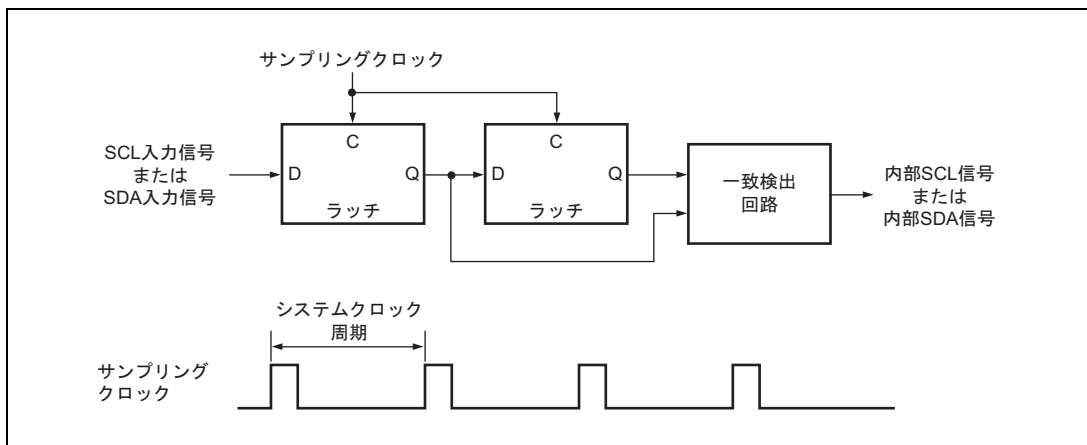 サンプリングクロック
SCL入力信号
または
SDA入力信号
C
D
Q
ラッチ
C
D
Q
ラッチ
一致検出
回路
内部SCL信号
または
内部SDA信号
システムクロック
周期
サンプリング
クロック